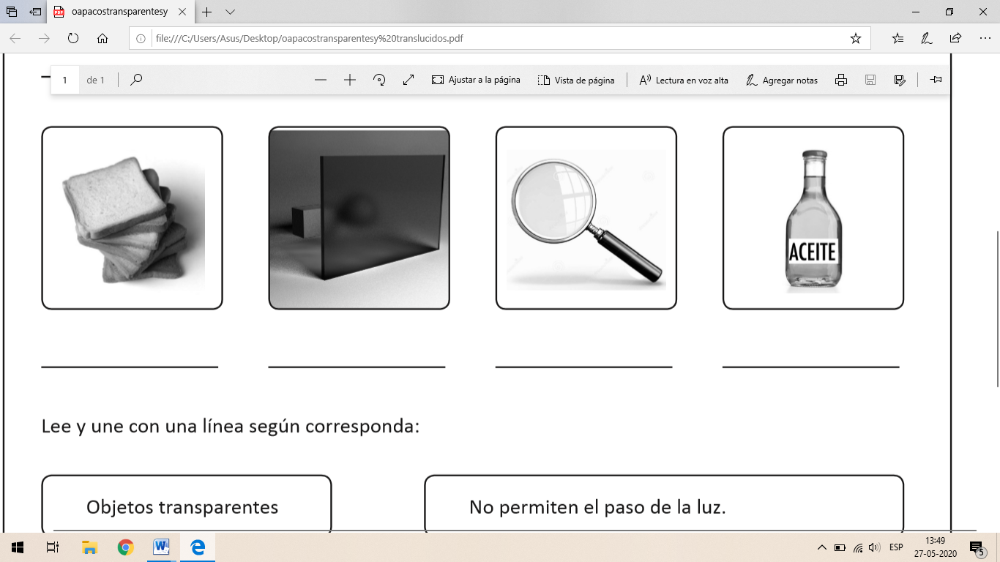 oapacostransparentesy
file:///C:/Users/Asus/Desktop/oapacostransparentesy%20translucidos.pdf
1 de 1 Ajustar a la página Vista de página Lectura en voz alta Agregar notas
ACEITE
Lee y une con una línea según corresponda:
Objetos transparentes
No permiten el paso de la luz.
ESP
13:49
27-05-2020
5